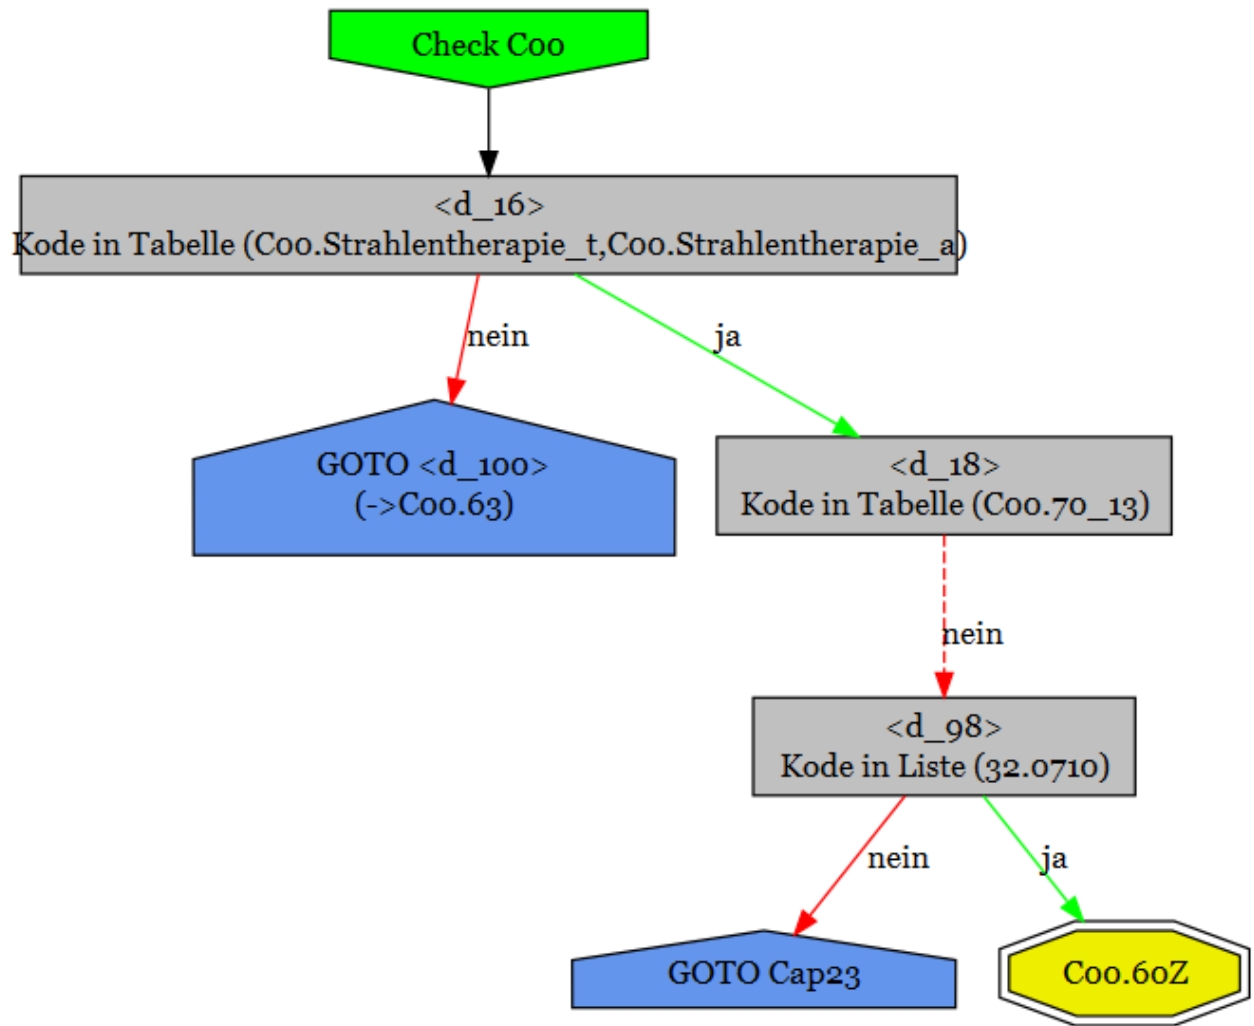 Check C00
<d_16>
Kode in Tabelle (C00.Strahlentherapie_t,C00.Strahlentherapie_a)
nein
ja
GOTO <d_100>
(->C00.63)
<d_18>
Kode in Tabelle (C00.70_13)
nein
<d_98>
Kode in Liste (32.0710)
nein
ja
GOTO Cap23
C00.60Z